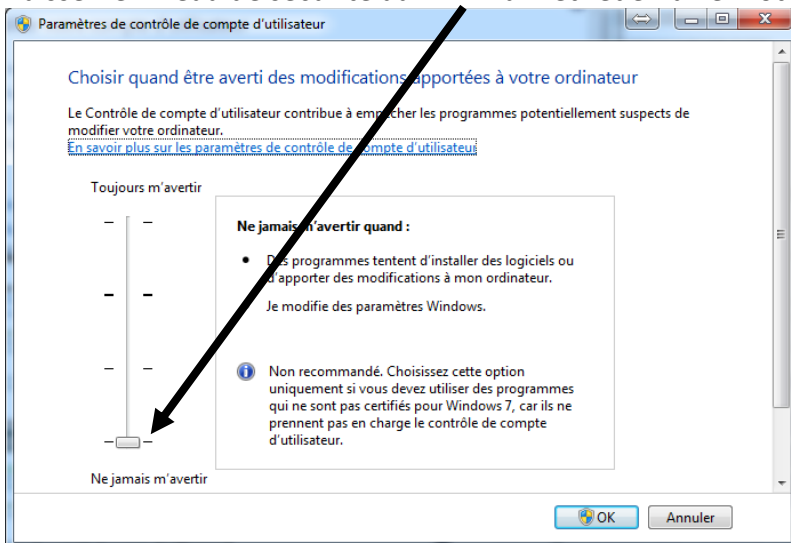 Paramètres de contrôle de compte d'utilisateur
Choisir quand être averti des modifications apportées à votre ordinateur
Le Contrôle de compte d'utilisateur contribue à empêcher les programmes potentiellement suspects de
modifier votre ordinateur.
En savoir plus sur les paramètres de contrôle de compte d'utilisateur
Toujours m'avertir
Ne jamais m'avertir quand :
• Des programmes tentent d'installer des logiciels ou
d'apporter des modifications à mon ordinateur.
Je modifie des paramètres Windows.
Non recommandé. Choisissez cette option
uniquement si vous devez utiliser des programmes
qui ne sont pas certifiés pour Windows 7, car ils ne
prennent pas en charge le contrôle de compte
d'utilisateur.
Ne jamais m'avertir
OK Annuler